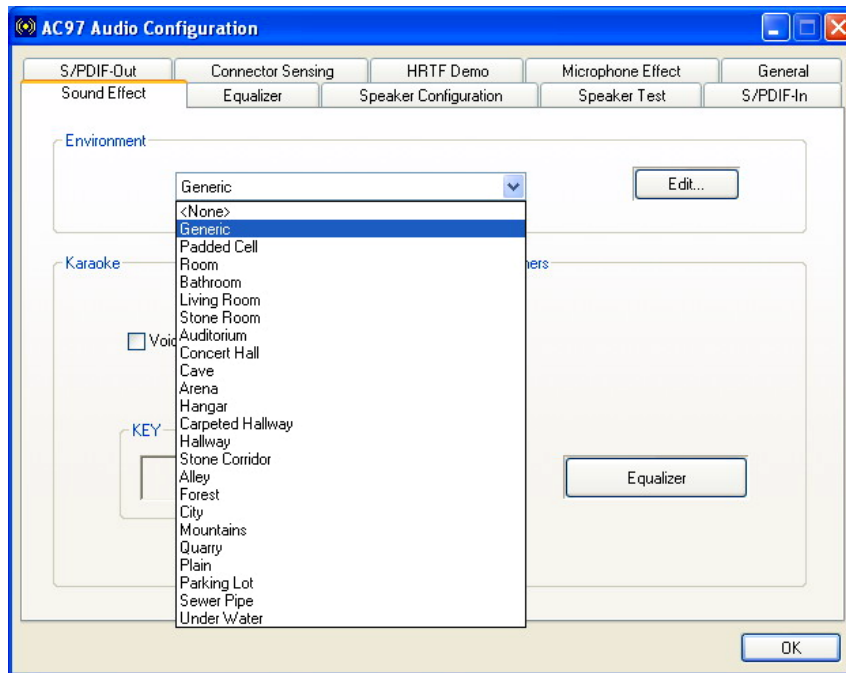 AC97 Audio Configuration
S/PDIF-Out Connector Sensing HRTF Demo Microphone Effect General
Sound Effect Equalizer Speaker Configuration Speaker Test S/PDIF-In
Environment
Generic
Edit...
<None>
Generic
Padded Cell
Room
Bathroom
Living Room
Stone Room
Auditorium
Concert Hall
Cave
Arena
Hangar
Carpeted Hallway
Hallway
Stone Corridor
Alley
Forest
City
Mountains
Quarry
Plain
Parking Lot
Sewer Pipe
Under Water
Karaoke
KEY
Equalizer
OK